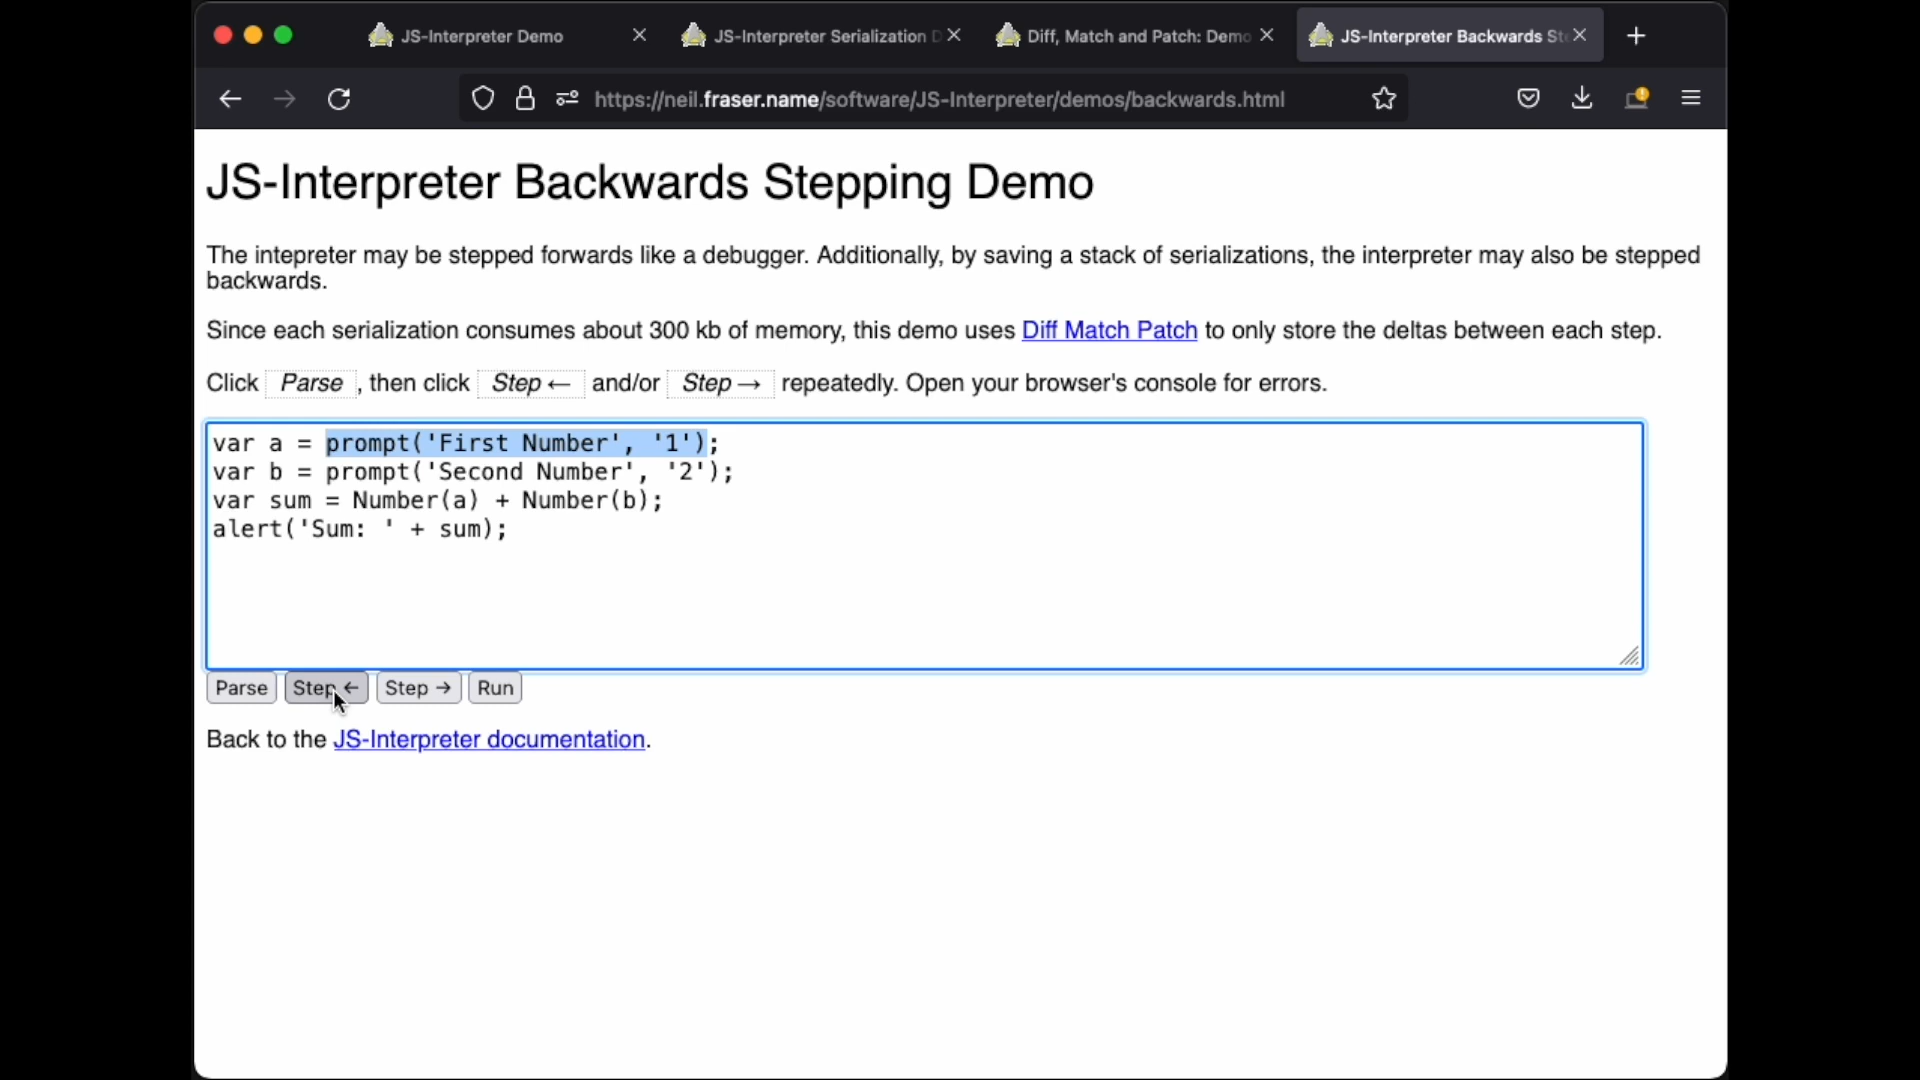 JS-Interpreter Demo
JS-Interpreter Serialization D
Diff, Match and Patch: Demo
JS-Interpreter Backwards St
https://neil.fraser.name/software/JS-Interpreter/demos/backwards.html
JS-Interpreter Backwards Stepping Demo
The intepreter may be stepped forwards like a debugger. Additionally, by saving a stack of serializations, the interpreter may also be stepped
backwards.
Since each serialization consumes about 300 kb of memory, this demo uses Diff Match Patch to only store the deltas between each step.
Click Parse, then click Step ← and/or Step → repeatedly. Open your browser's console for errors.
var a = prompt('First Number', '1');
var b = prompt('Second Number', '2');
var sum = Number(a) + Number(b);
alert('Sum: ' + sum);
Parse Step ← Step → Run
Back to the JS-Interpreter documentation.